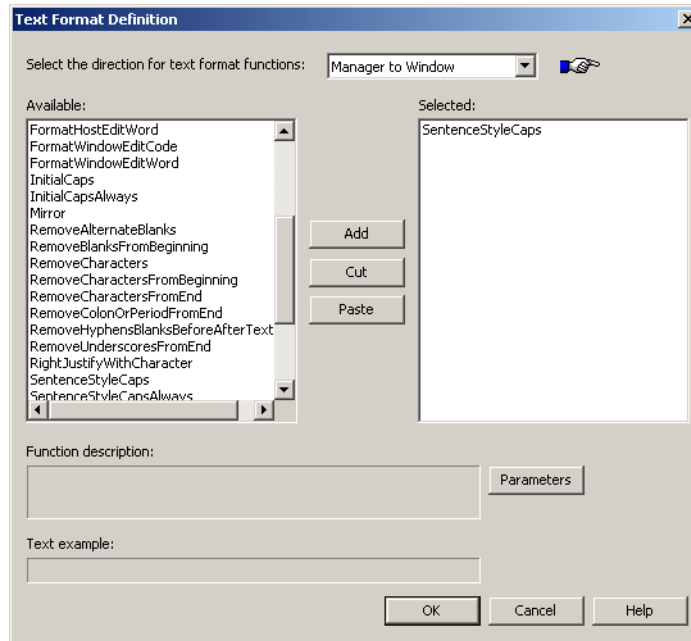 Text Format Definition
Select the direction for text format functions:
Manager to Window
Available:
FormatHostEditWord
FormatWindowEditCode
FormatWindowEditWord
InitialCaps
InitialCapsAlways
Mirror
RemoveAlternateBlanks
RemoveBlanksFromBeginning
RemoveCharacters
RemoveCharactersFromBeginning
RemoveCharactersFromEnd
RemoveColonOrPeriodFromEnd
RemoveHyphensBlanksBeforeAfterText
RemoveUnderscoresFromEnd
RightJustifyWithCharacter
SentenceStyleCaps
SentenceStyleCapsAlways
Add
Cut
Paste
Selected:
SentenceStyleCaps
Function description:
Parameters
Text example:
OK
Cancel
Help